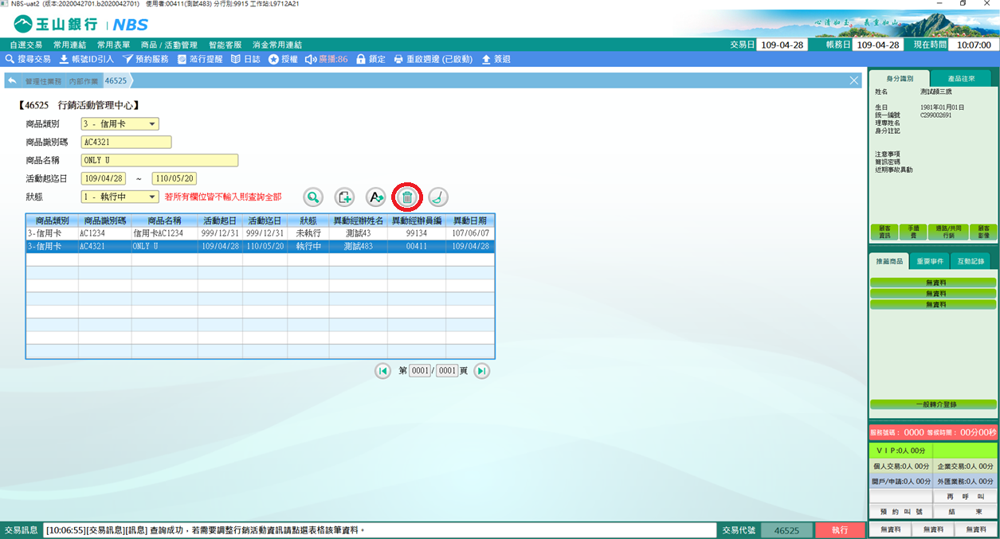 NBS-uat2 (版本:2020042701.b2020042701) 使用者:00411(測試483) 分行別:9915 工作站:L9712A21
玉山銀行 | NBS
心清如玉，義重如山
自選交易 常用連結 常用表單 商品 / 活動管理 智能客服 消金常用連結
交易日 109-04-28 帳務日 109-04-28 現在時間 10:07:00
搜尋交易 帳號ID引入 預約服務 蒞行提醒 日誌 授權 廣播:86 鎖定 重啟週邊 (已啟動) 簽退
管理性業務 內部作業 46525
【46525 行銷活動管理中心】
商品類別 3 - 信用卡
商品識別碼 AC4321
商品名稱 ONLY U
活動起迄日 109/04/28 ~ 110/05/20
狀態 1 - 執行中 若所有欄位皆不輸入則查詢全部
商品類別 商品識別碼 商品名稱 活動起日 活動迄日 狀態 異動經辦姓名 異動經辦員編 異動日期
3-信用卡 AC1234 信用卡AC1234 999/12/31 999/12/31 未執行 測試43 99134 107/06/07
3-信用卡 AC4321 ONLY U 109/04/28 110/05/20 執行中 測試483 00411 109/04/28
第 0001 / 0001 頁
身分識別 產品往來
姓名 測試顏三歲
生日 1981年01月01日
統一編號 C299002691
理專姓名
身分註記
注意事項
簡訊密碼
近期事故異動
顧客資訊 手續費 通路/共同行銷 顧客影像
推薦商品 重要事件 互動記錄
無資料
無資料
無資料
一般轉介登錄
服務號碼： 0000 等候時間： 00分00秒
ＶＩＰ:0人 00分
個人交易:0人 00分 企業交易:0人 00分
開戶/申請:0人 00分 外匯業務:0人 00分
再 呼 叫
預 約 叫 號 結 束
無資料 無資料 無資料
交易訊息 [10:06:55][交易訊息][訊息] 查詢成功，若需要調整行銷活動資訊請點選表格該筆資料。
交易代號 46525 執行